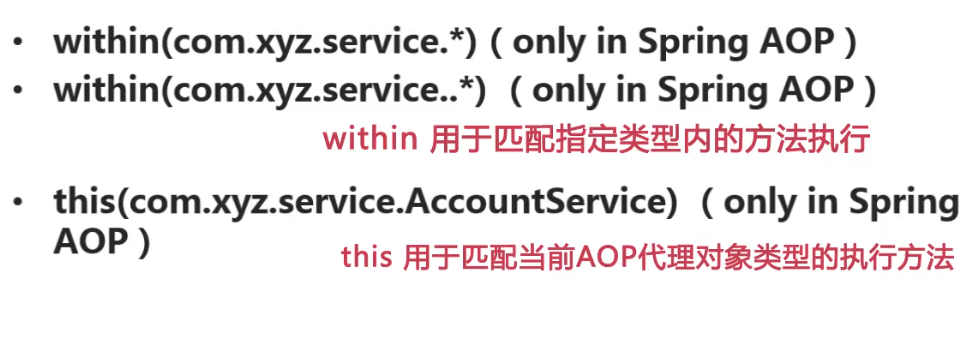 • within(com.xyz.service.*) ( only in Spring AOP )
• within(com.xyz.service..*) ( only in Spring AOP )
within 用于匹配指定类型内的方法执行
• this(com.xyz.service.AccountService) ( only in Spring
AOP )
this 用于匹配当前AOP代理对象类型的执行方法